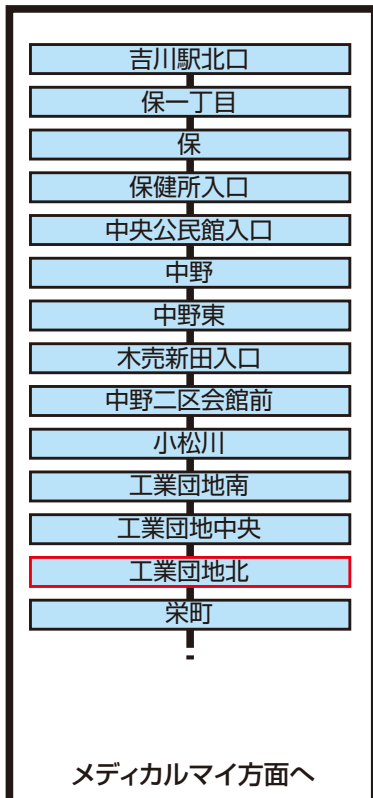 吉川駅北口
保一丁目
保
保健所入口
中央公民館入口
中野
中野東
木売新田入口
中野二区会館前
小松川
工業団地南
工業団地中央
工業団地北
栄町
メディカルマイ方面へ